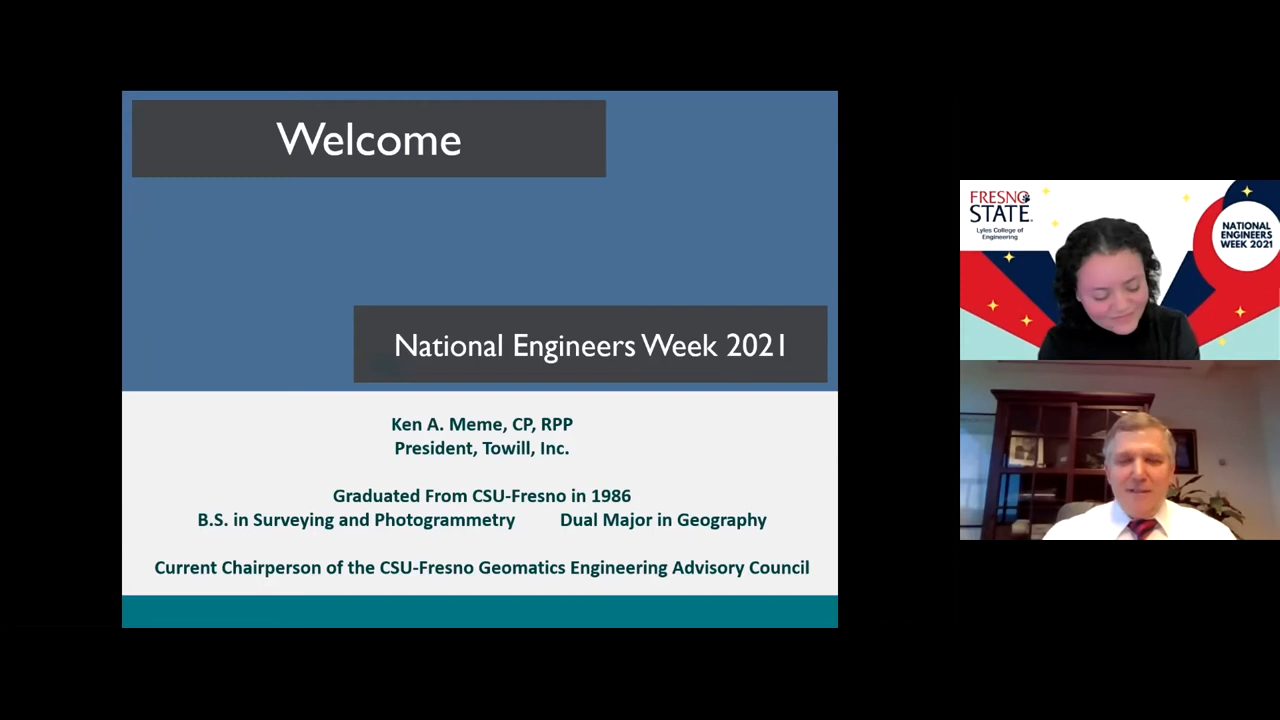 Welcome
National Engineers Week 2021
Ken A. Meme, CP, RPP
President, Towill, Inc.
Graduated From CSU-Fresno in 1986
B.S. in Surveying and Photogrammetry Dual Major in Geography
Current Chairperson of the CSU-Fresno Geomatics Engineering Advisory Council
FRESNO
STATE
Lyles College of
Engineering
NATIONAL
ENGINEERS
WEEK 2021